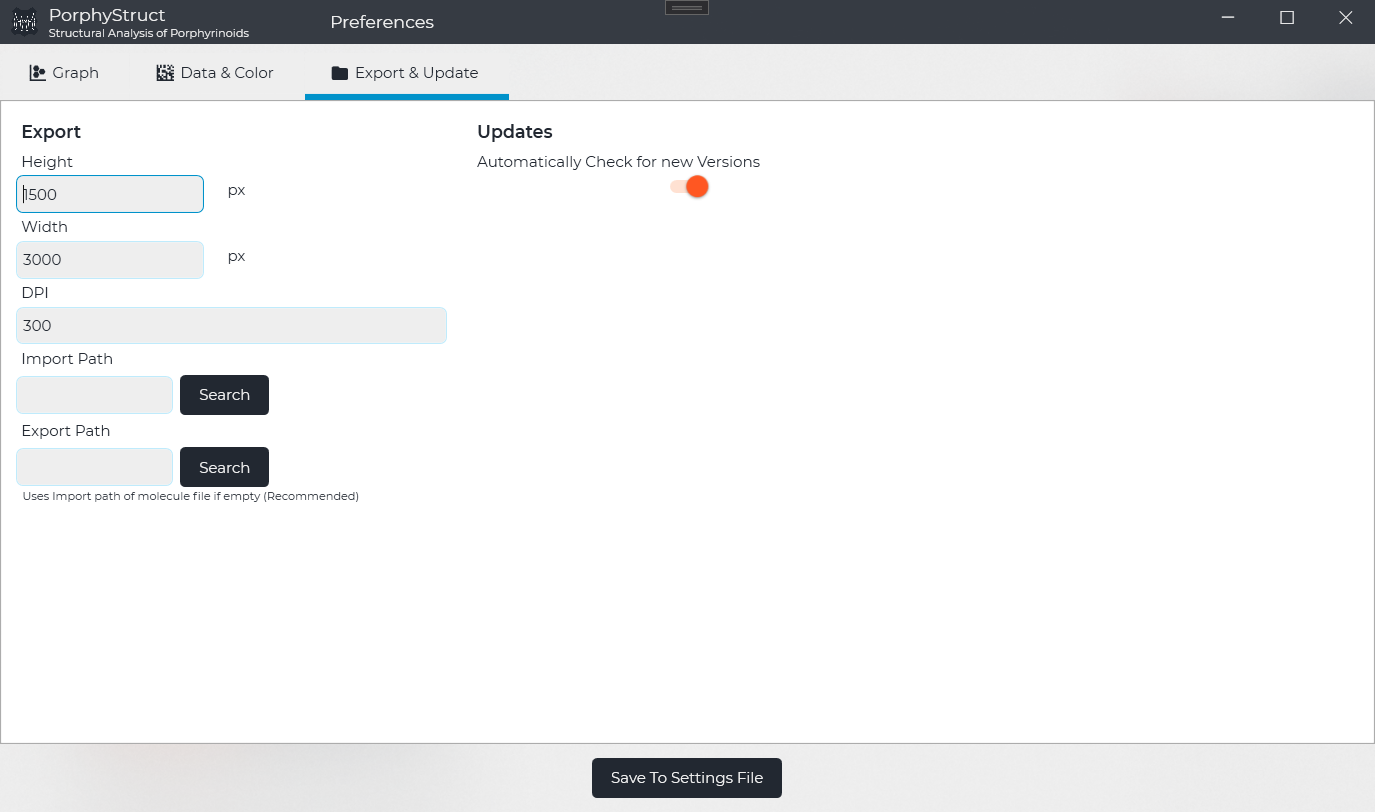 PorphyStruct
Structural Analysis of Porphyrinoids
Preferences
Graph
Data & Color
Export & Update
Export
Height
1500
px
Width
3000
px
DPI
300
Import Path
Search
Export Path
Search
Uses Import path of molecule file if empty (Recommended)
Updates
Automatically Check for new Versions
Save To Settings File